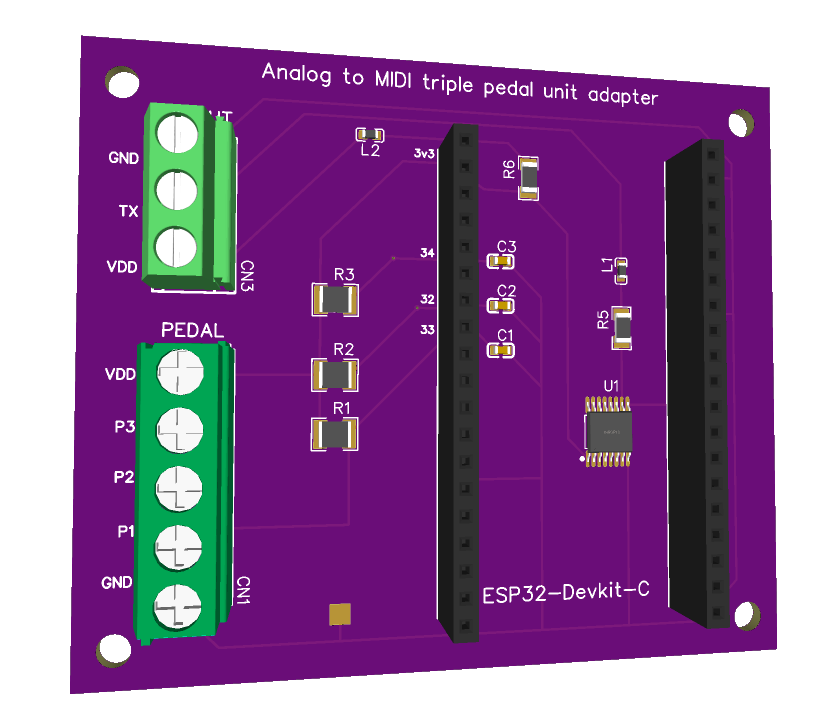 Analog to MIDI triple pedal unit adapter
GND
TX
VDD
CN3
L2
3v3
R6
34
32
33
C3
C2
C1
L1
R5
R3
R2
R1
U1
PEDAL
VDD
P3
P2
P1
GND
CN1
ESP32-Devkit-C